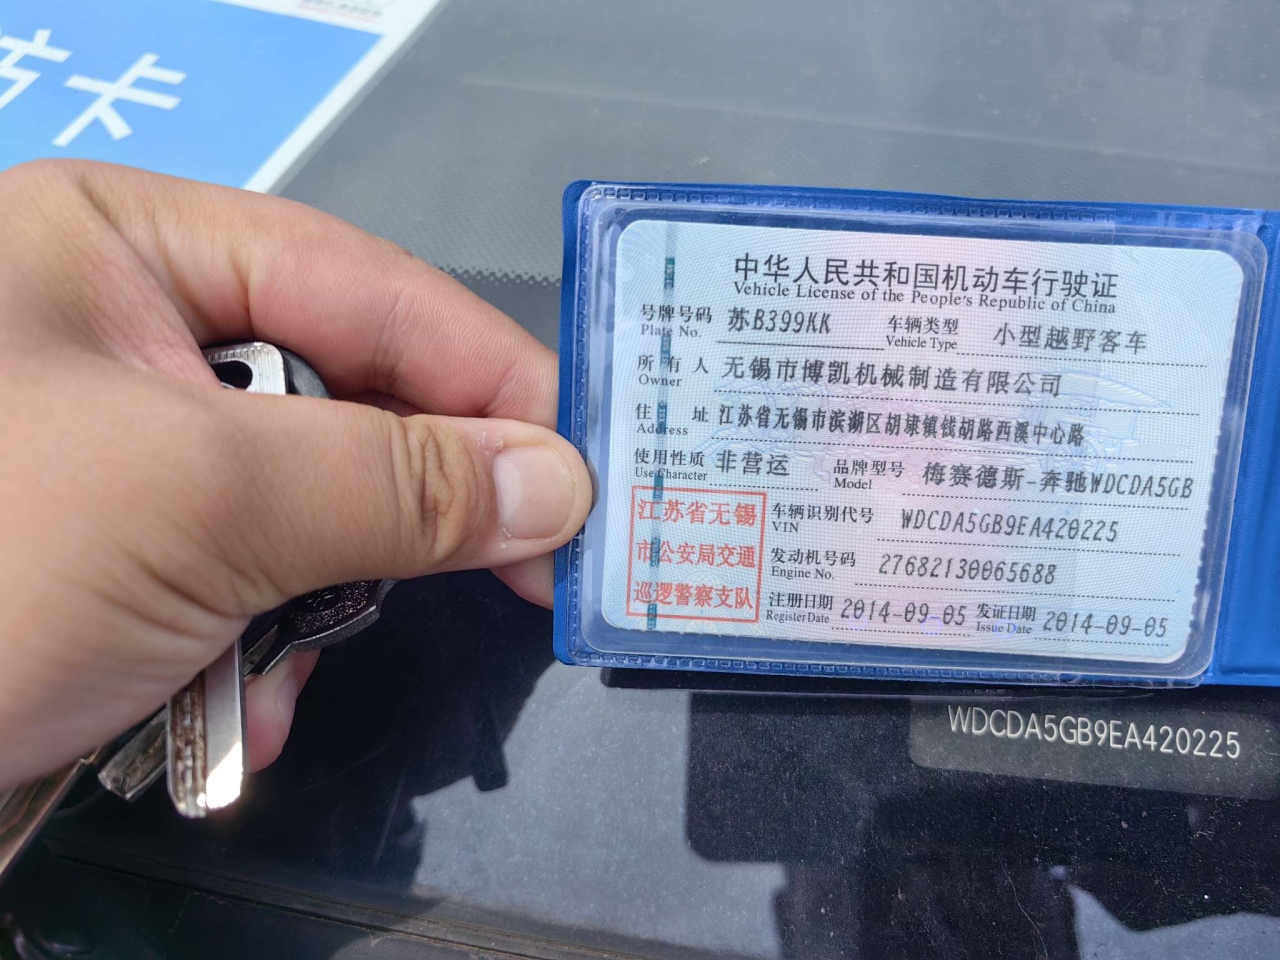 卡
中华人民共和国机动车行驶证
Vehicle License of the People's Republic of China
号牌号码 苏B399KK 车辆类型 小型越野客车
Plate No. Vehicle Type
所有人 无锡市博凯机械制造有限公司
Owner
住址 江苏省无锡市滨湖区胡埭镇钱胡路西溪中心路
Address
使用性质 非营运 品牌型号 梅赛德斯-奔驰WDCDA5GB
Use Character Model
江苏省无锡
市公安局交通
巡逻警察支队
车辆识别代号 WDCDA5GB9EA420225
VIN
发动机号码 27682130065688
Engine No.
注册日期 2014-09-05 发证日期 2014-09-05
Register Date Issue Date
WDCDA5GB9EA420225